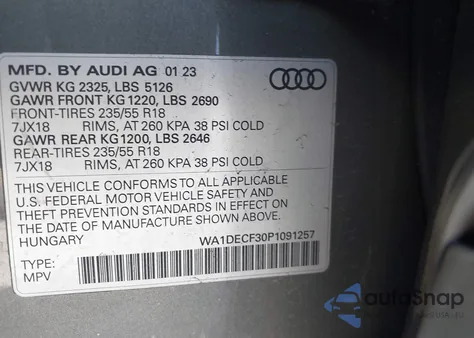 MFD. BY AUDI AG 01 23
GVWR KG 2325, LBS 5126
GAWR FRONT KG 1220, LBS 2690
FRONT-TIRES 235/55 R18
7JX18 RIMS, AT 260 KPA 38 PSI COLD
GAWR REAR KG 1200, LBS 2646
REAR-TIRES 235/55 R18
7JX18 RIMS, AT 260 KPA 38 PSI COLD
THIS VEHICLE CONFORMS TO ALL APPLICABLE
U.S. FEDERAL MOTOR VEHICLE SAFETY AND
THEFT PREVENTION STANDARDS IN EFFECT ON
THE DATE OF MANUFACTURE SHOWN ABOVE
HUNGARY WA1DECF30P1091257
TYPE:
MPV
autoSnap